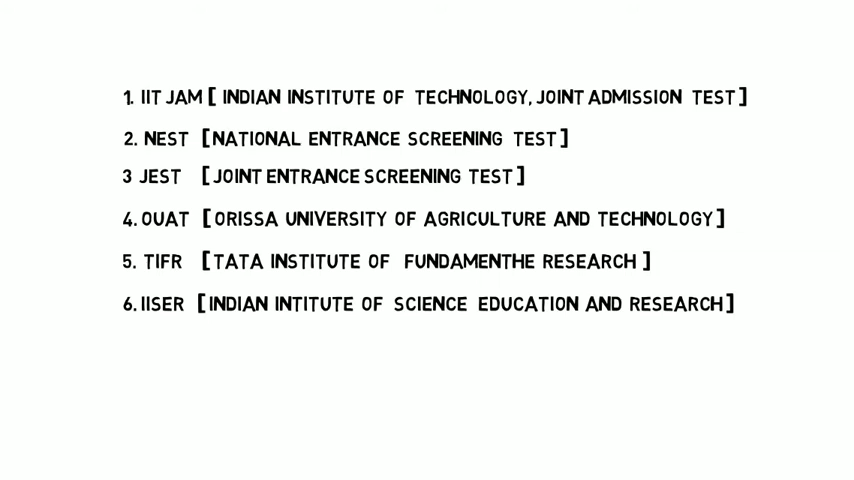 1. IIT JAM [ INDIAN INSTITUTE OF TECHNOLOGY, JOINT ADMISSION TEST]
2. NEST [NATIONAL ENTRANCE SCREENING TEST]
3 JEST [JOINT ENTRANCE SCREENING TEST]
4. OUAT [ORISSA UNIVERSITY OF AGRICULTURE AND TECHNOLOGY]
5. TIFR [TATA INSTITUTE OF FUNDAMENTHE RESEARCH ]
6. IISER [INDIAN INTITUTE OF SCIENCE EDUCATION AND RESEARCH]